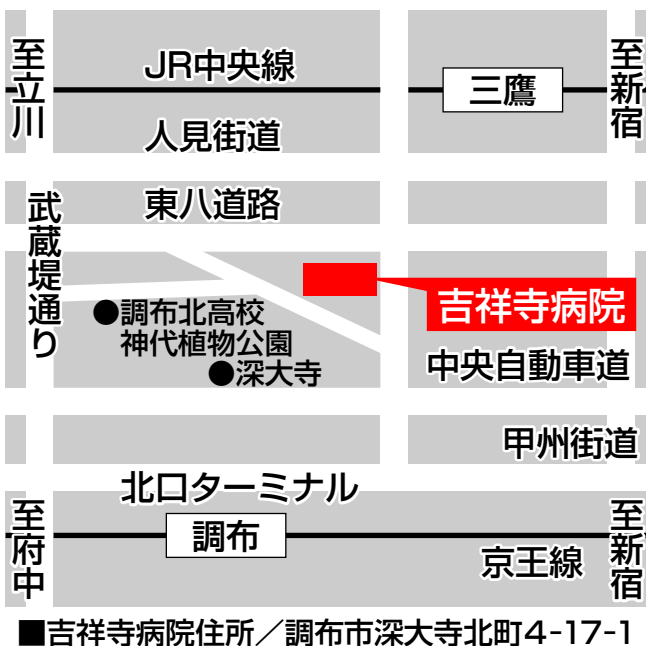 至立川
JR中央線
三鷹
至新宿
人見街道
武蔵堤通り
東八道路
吉祥寺病院
●調布北高校
神代植物公園
●深大寺
中央自動車道
甲州街道
北口ターミナル
至府中
調布
京王線
至新宿
■吉祥寺病院住所／調布市深大寺北町4-17-1